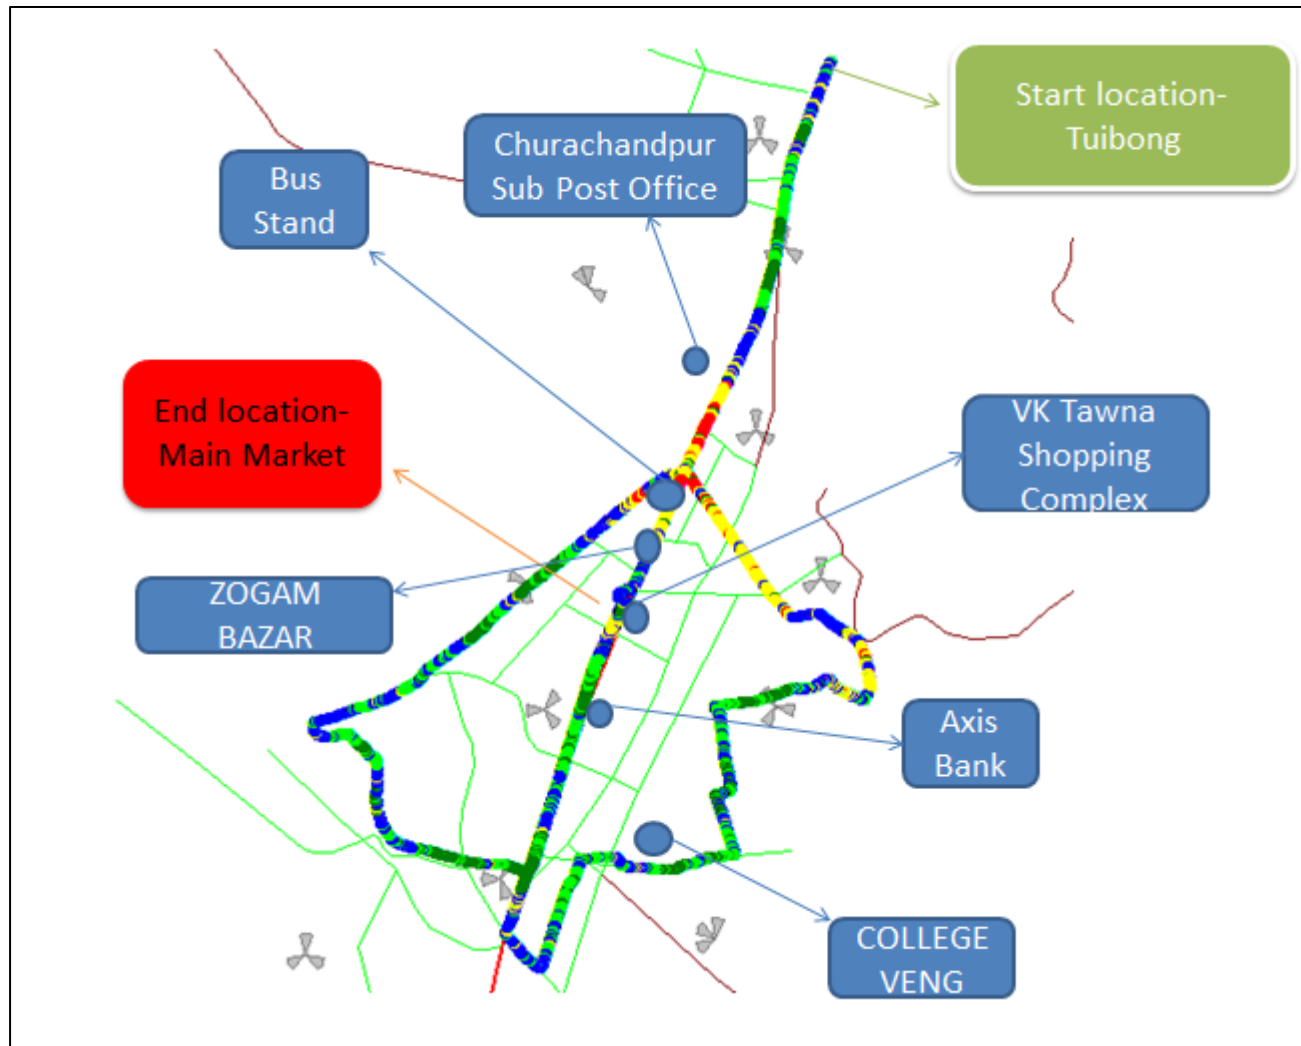 Start location-
Tuibong
Churachandpur
Sub Post Office
Bus
Stand
End location-
Main Market
VK Tawna
Shopping
Complex
ZOGAM
BAZAR
Axis
Bank
COLLEGE
VENG